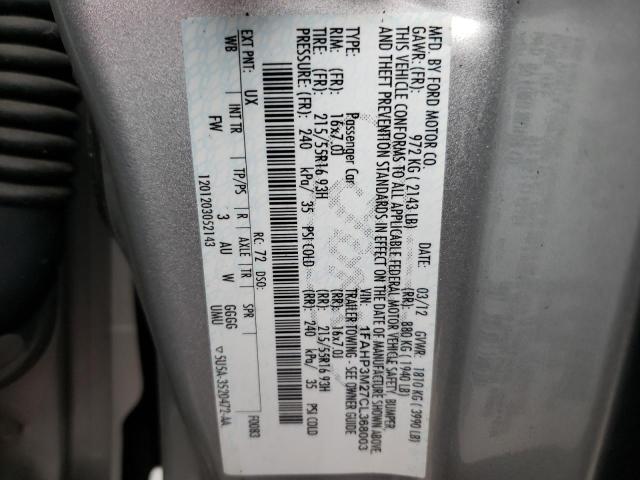 MFD. BY FORD MOTOR CO.
DATE: 03/12 GVWR: 1810 KG (3990 LB)
GAWR: (FR): 972 KG (2143 LB) (RR): 880 KG (1940 LB)
THIS VEHICLE CONFORMS TO ALL APPLICABLE FEDERAL MOTOR VEHICLE SAFETY, BUMPER,
AND THEFT PREVENTION STANDARDS IN EFFECT ON THE DATE OF MANUFACTURE SHOWN ABOVE.
VIN: 1FAHP3M27CL368003
TYPE: Passenger Car TRAILER TOWING - SEE OWNER GUIDE
RIM: (FR): 16x7.0J (RR): 16x7.0J
TIRE: (FR): 215/55R16 93H (RR): 215/55R16 93H
PRESSURE: (FR): 240 kPa/ 35 PSI COLD (RR): 240 kPa/ 35 PSI COLD
EXT PNT: UX RC: 72 DSO: F0083
WB INT TR TP/PS R AXLE TR SPR
FW 3 AU W GGGG UMU
1201203052143 ▽ SU5A-3520472-AA